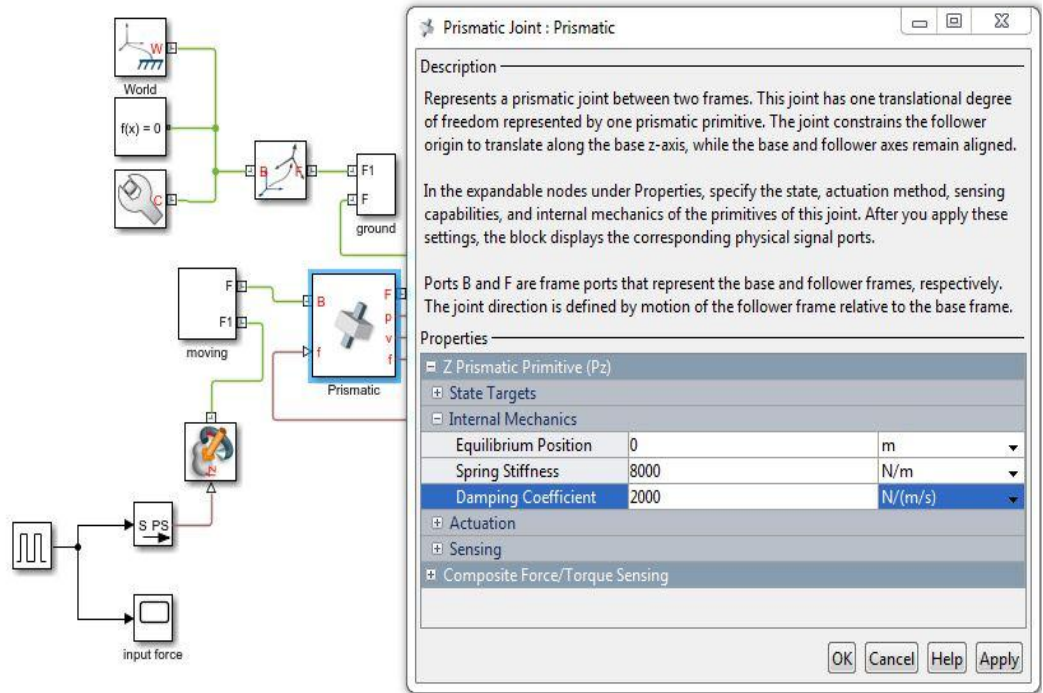 W
World
f(x) = 0
C
B
F
F1
F
ground
F
F1
moving
B
f
F
p
v
f
Prismatic
fz
S PS
input force
Prismatic Joint : Prismatic
Description
Represents a prismatic joint between two frames. This joint has one translational degree
of freedom represented by one prismatic primitive. The joint constrains the follower
origin to translate along the base z-axis, while the base and follower axes remain aligned.
In the expandable nodes under Properties, specify the state, actuation method, sensing
capabilities, and internal mechanics of the primitives of this joint. After you apply these
settings, the block displays the corresponding physical signal ports.
Ports B and F are frame ports that represent the base and follower frames, respectively.
The joint direction is defined by motion of the follower frame relative to the base frame.
Properties
Z Prismatic Primitive (Pz)
State Targets
Internal Mechanics
Equilibrium Position 0 m
Spring Stiffness 8000 N/m
Damping Coefficient 2000 N/(m/s)
Actuation
Sensing
Composite Force/Torque Sensing
OK Cancel Help Apply